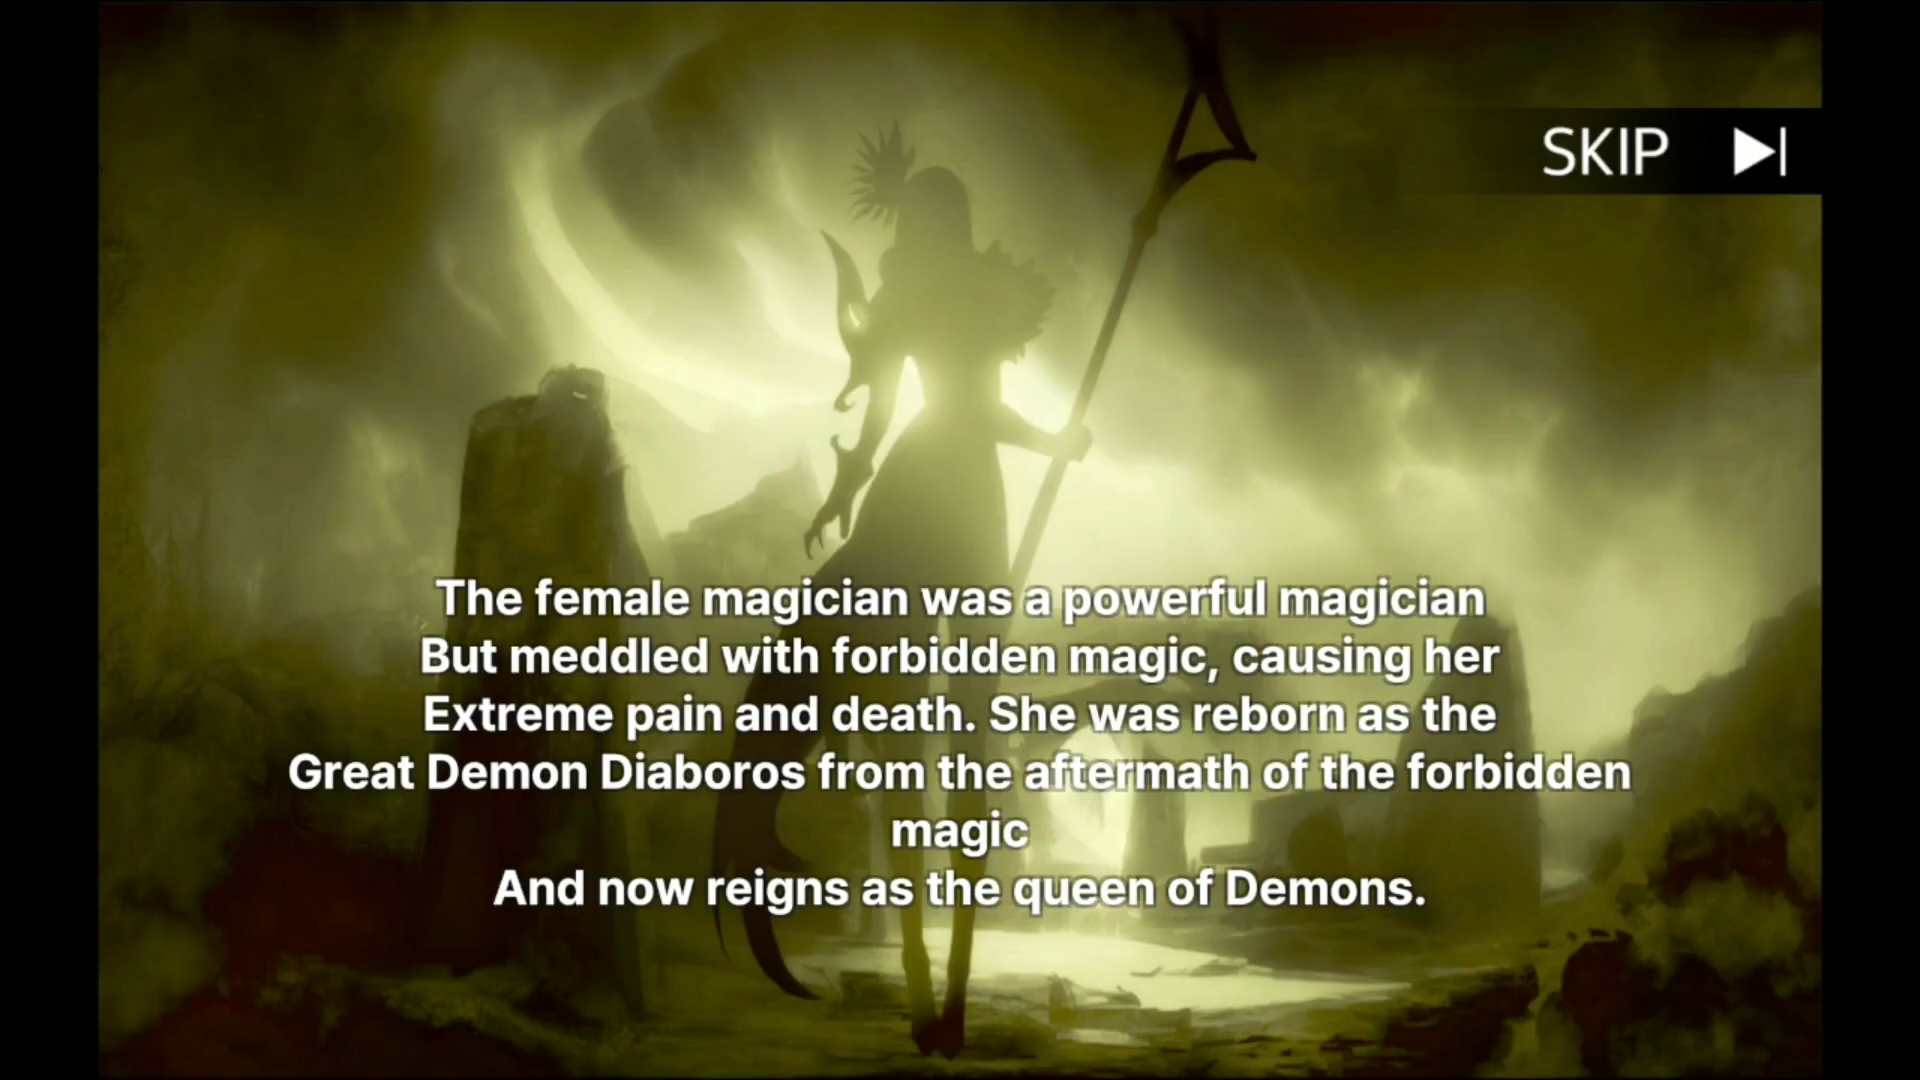 SKIP
The female magician was a powerful magician
But meddled with forbidden magic, causing her
Extreme pain and death. She was reborn as the
Great Demon Diaboros from the aftermath of the forbidden
magic
And now reigns as the queen of Demons.